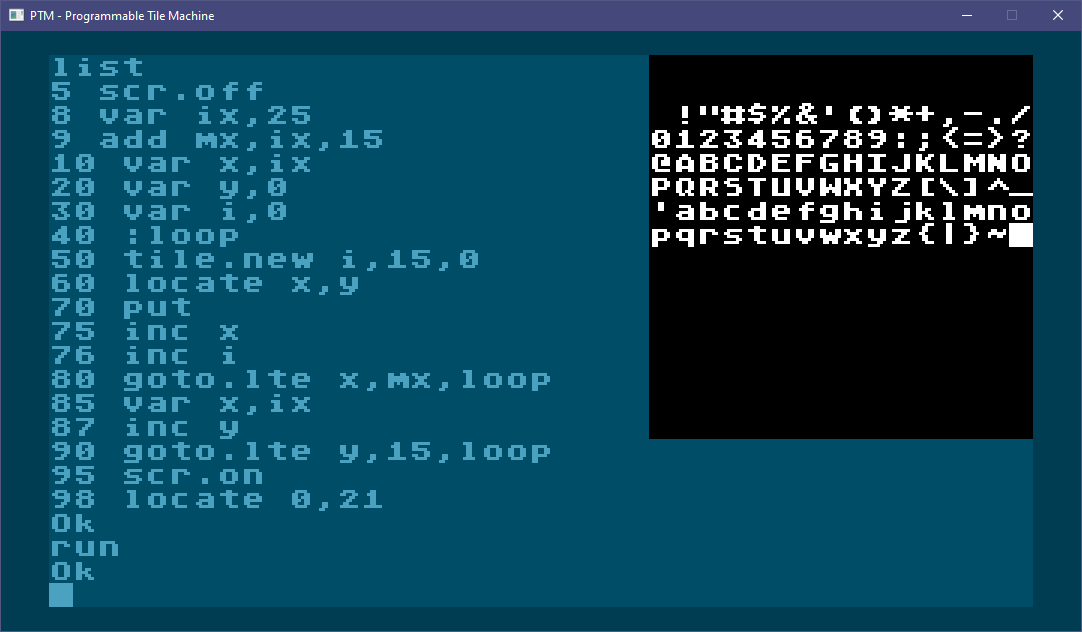 PTM - Programmable Tile Machine
list
5 scr.off
8 var ix,25
9 add mx,ix,15
10 var x,ix
20 var y,0
30 var i,0
40 :loop
50 tile.new i,15,0
60 locate x,y
70 put
75 inc x
76 inc i
80 goto.lte x,mx,loop
85 var x,ix
87 inc y
90 goto.lte y,15,loop
95 scr.on
98 locate 0,21
Ok
run
Ok
!"#$%&'()*+,-./
0123456789:;<=>?
@ABCDEFGHIJKLMNO
PQRSTUVWXYZ[\]^_
'abcdefghijklmno
pqrstuvwxyz{|}~